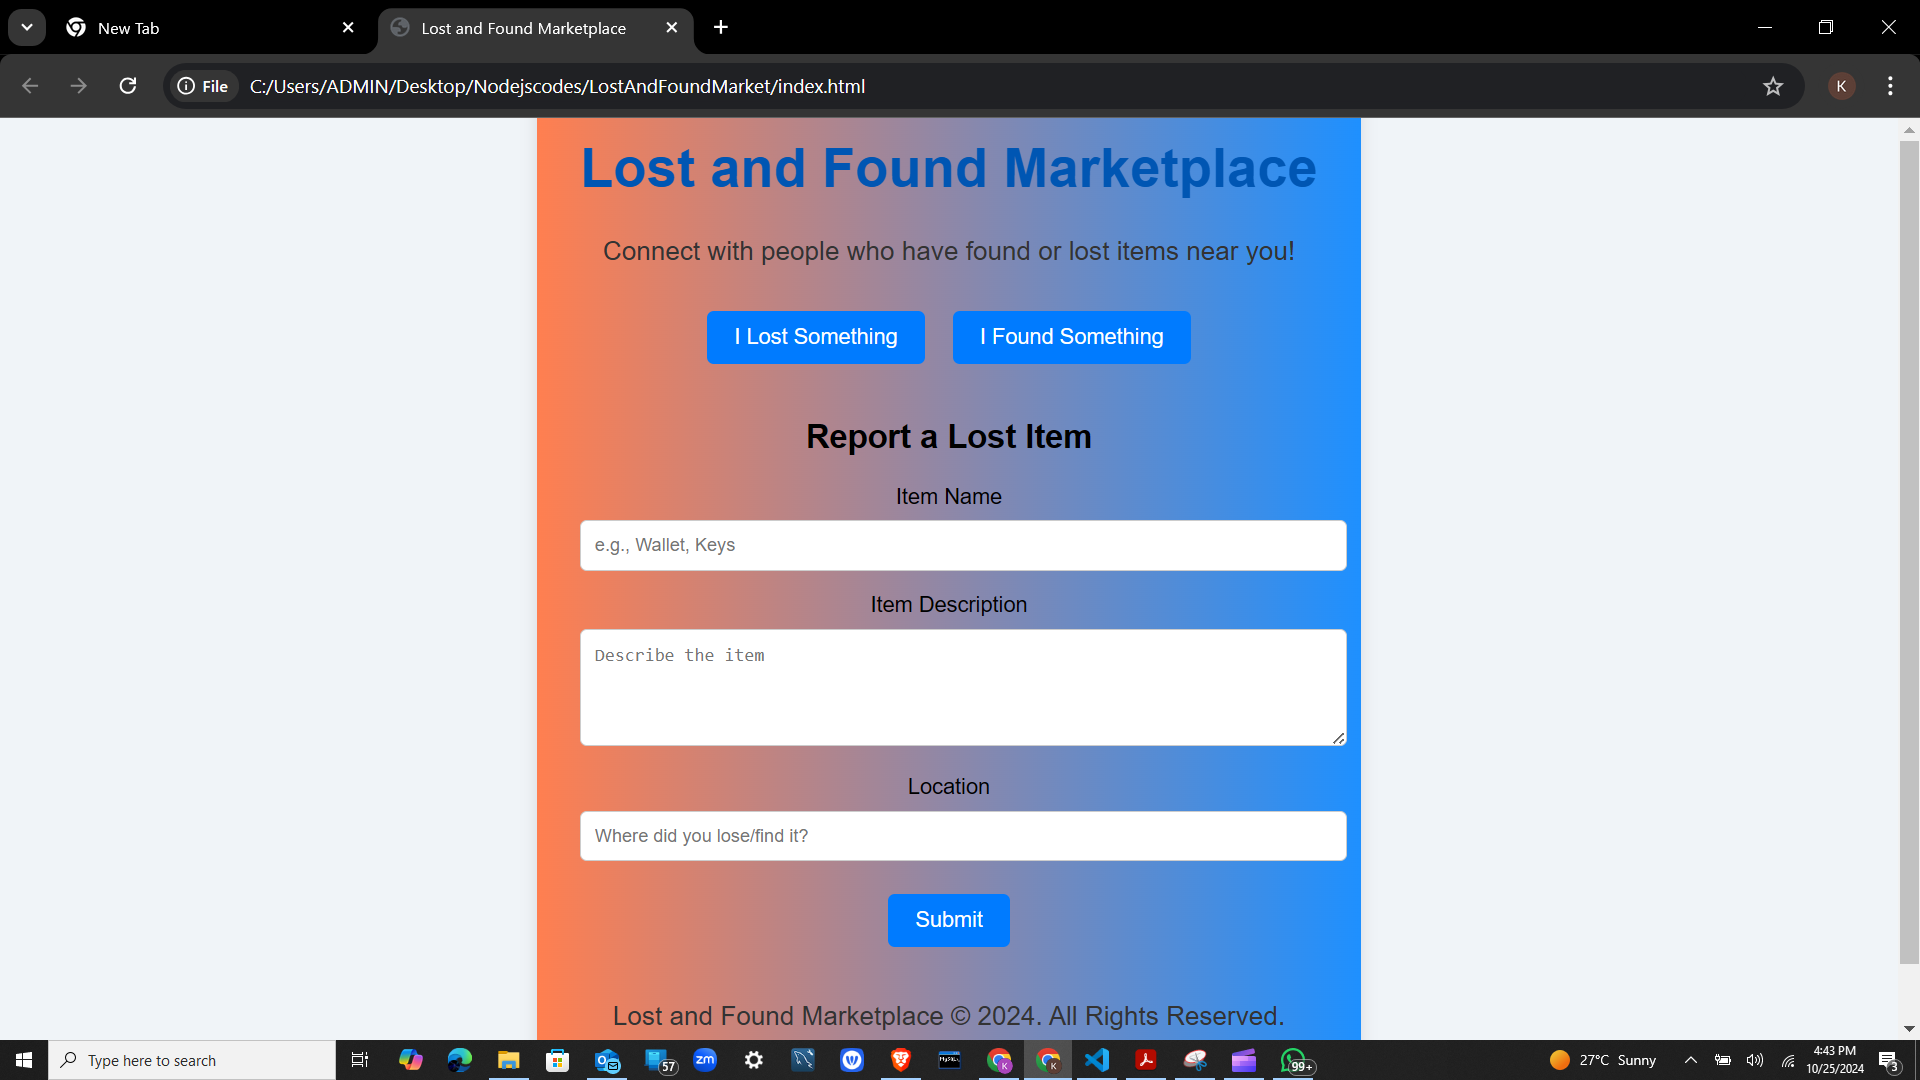 New Tab
Lost and Found Marketplace
File
C:/Users/ADMIN/Desktop/Nodejscodes/LostAndFoundMarket/index.html
K
Lost and Found Marketplace
Connect with people who have found or lost items near you!
I Lost Something
I Found Something
Report a Lost Item
Item Name
e.g., Wallet, Keys
Item Description
Describe the item
Location
Where did you lose/find it?
Submit
Lost and Found Marketplace © 2024. All Rights Reserved.
Type here to search
57
zm
K
K
99+
27°C Sunny
4:43 PM
10/25/2024
3